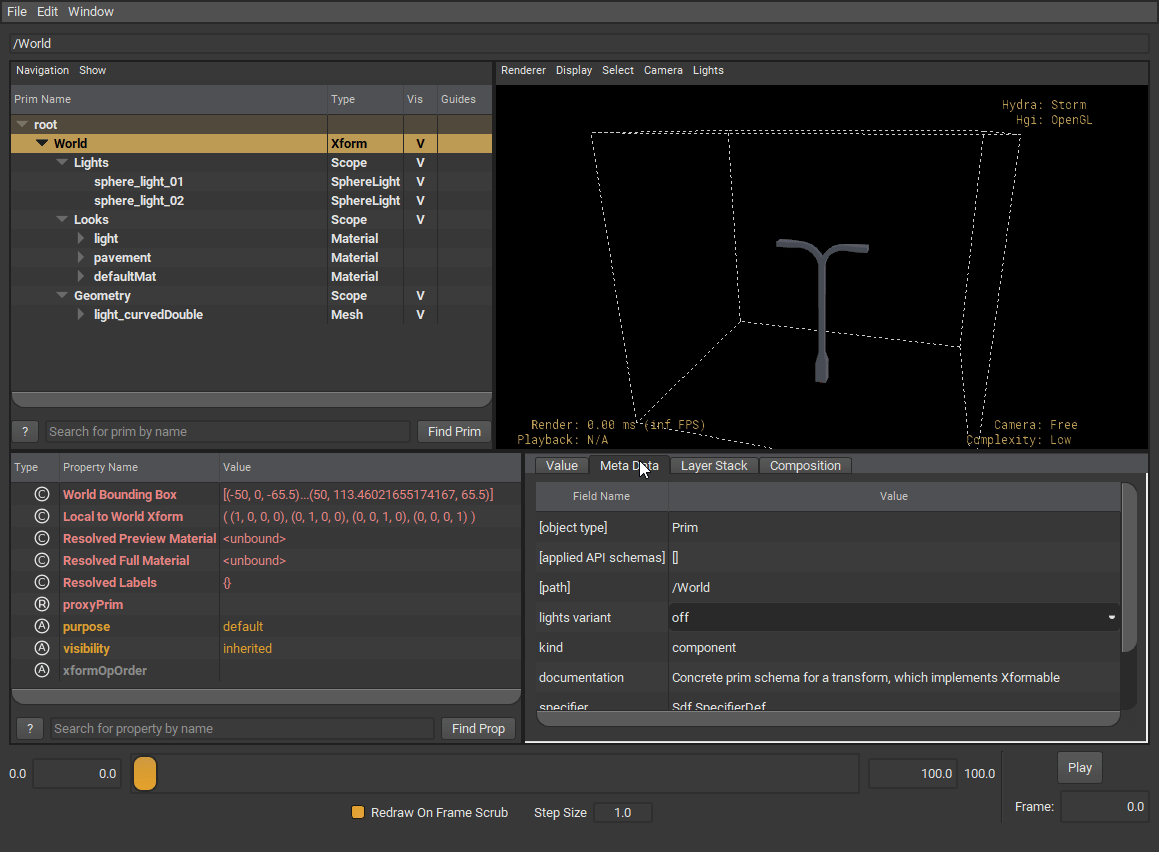 File Edit Window
/World
Navigation Show
Prim Name Type Vis Guides
root
World Xform V
Lights Scope V
sphere_light_01 SphereLight V
sphere_light_02 SphereLight V
Looks Scope V
light Material
pavement Material
defaultMat Material
Geometry Scope V
light_curvedDouble Mesh V
? Search for prim by name Find Prim
Renderer Display Select Camera Lights
Hydra: Storm
Hgi: OpenGL
Render: 0.00 ms (inf FPS)
Playback: N/A
Camera: Free
Complexity: Low
Type Property Name Value
C World Bounding Box [(-50, 0, -65.5)...(50, 113.46021655174167, 65.5)]
C Local to World Xform ( (1, 0, 0, 0), (0, 1, 0, 0), (0, 0, 1, 0), (0, 0, 0, 1) )
C Resolved Preview Material <unbound>
C Resolved Full Material <unbound>
C Resolved Labels {}
R proxyPrim
A purpose default
A visibility inherited
A xformOpOrder
? Search for property by name Find Prop
Value Meta Data Layer Stack Composition
Field Name Value
[object type] Prim
[applied API schemas] []
[path] /World
lights variant off
kind component
documentation Concrete prim schema for a transform, which implements Xformable
specifier Sdf.SpecifierDef
0.0 0.0 100.0 100.0 Play
Redraw On Frame Scrub Step Size 1.0 Frame: 0.0